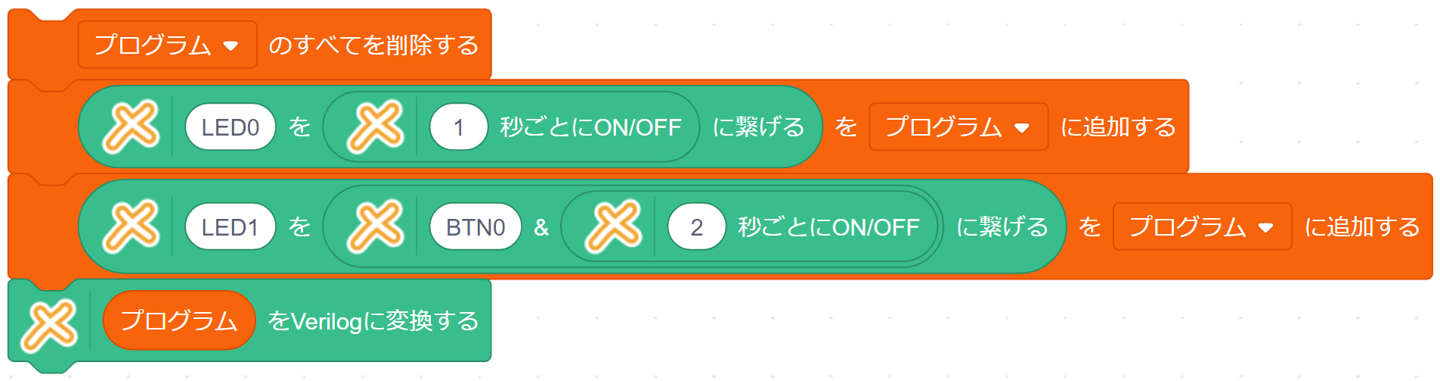 プログラム のすべてを削除する
LED0 を 1 秒ごとにON/OFF に繋げる を プログラム に追加する
LED1 を BTN0 & 2 秒ごとにON/OFF に繋げる を プログラム に追加する
プログラム をVerilogに変換する